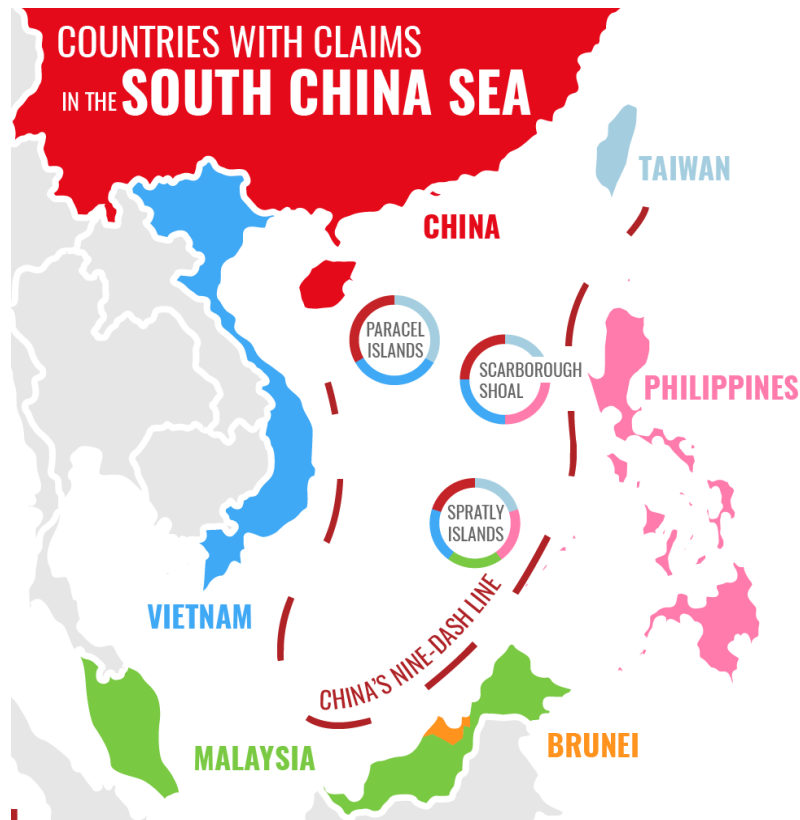 COUNTRIES WITH CLAIMS
IN THE SOUTH CHINA SEA
TAIWAN
CHINA
PARACEL
ISLANDS
SCARBOROUGH
SHOAL
PHILIPPINES
SPRATLY
ISLANDS
VIETNAM
CHINA'S NINE-DASH LINE
BRUNEI
MALAYSIA